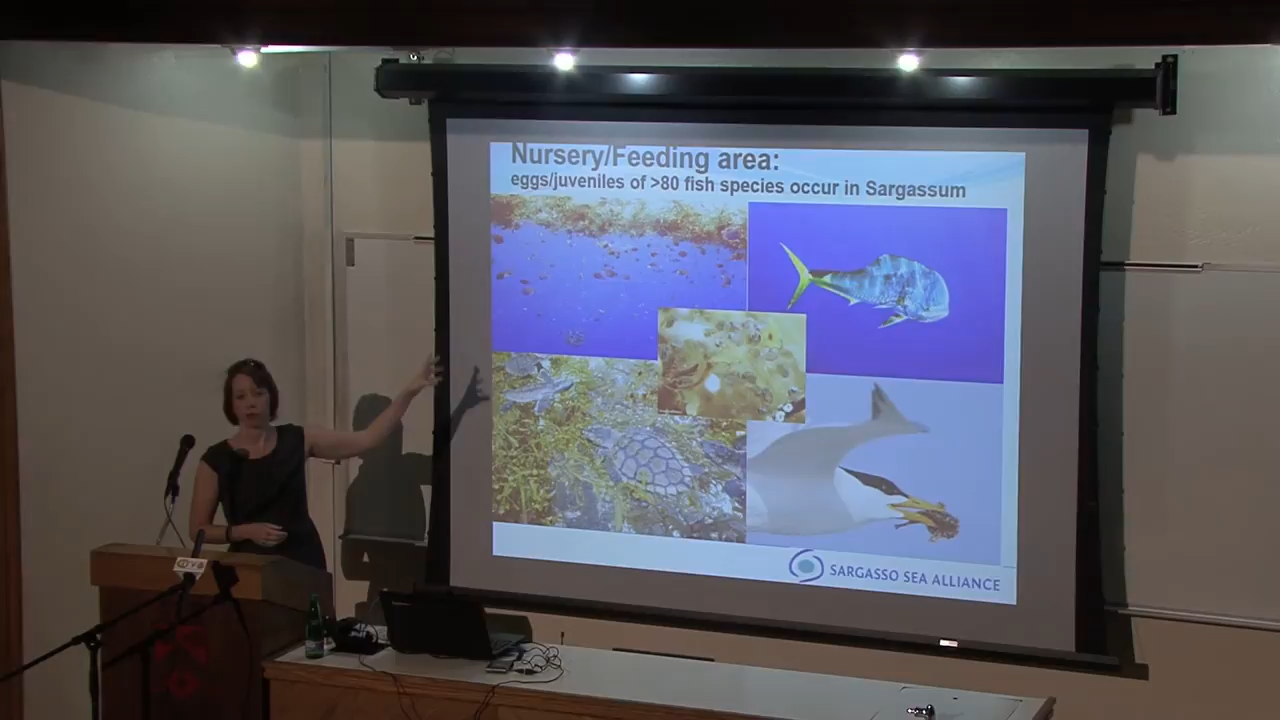 Nursery/Feeding area:
eggs/juveniles of >80 fish species occur in Sargassum
SARGASSO SEA ALLIANCE